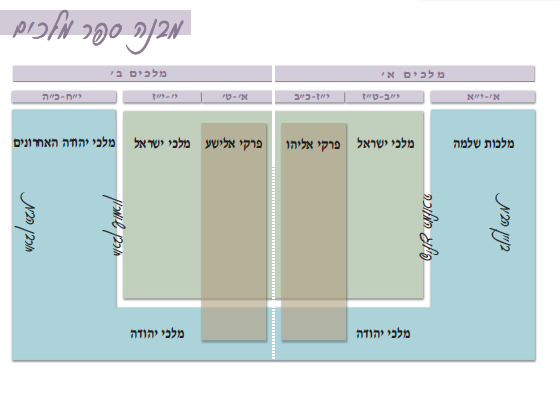 מבנה ספר מלכים
מלכים א׳
מלכים ב׳
א׳-י״א
י״ב-ט״ז
י״ז-כ״ב
א׳-ט׳
י׳-י״ז
י״ח-כ״ה
מלכות שלמה
מלכי ישראל
פרקי אליהו
פרקי אלישע
מלכי ישראל
מלכי יהודה האחרונים
מלכי יהודה
מלכי יהודה